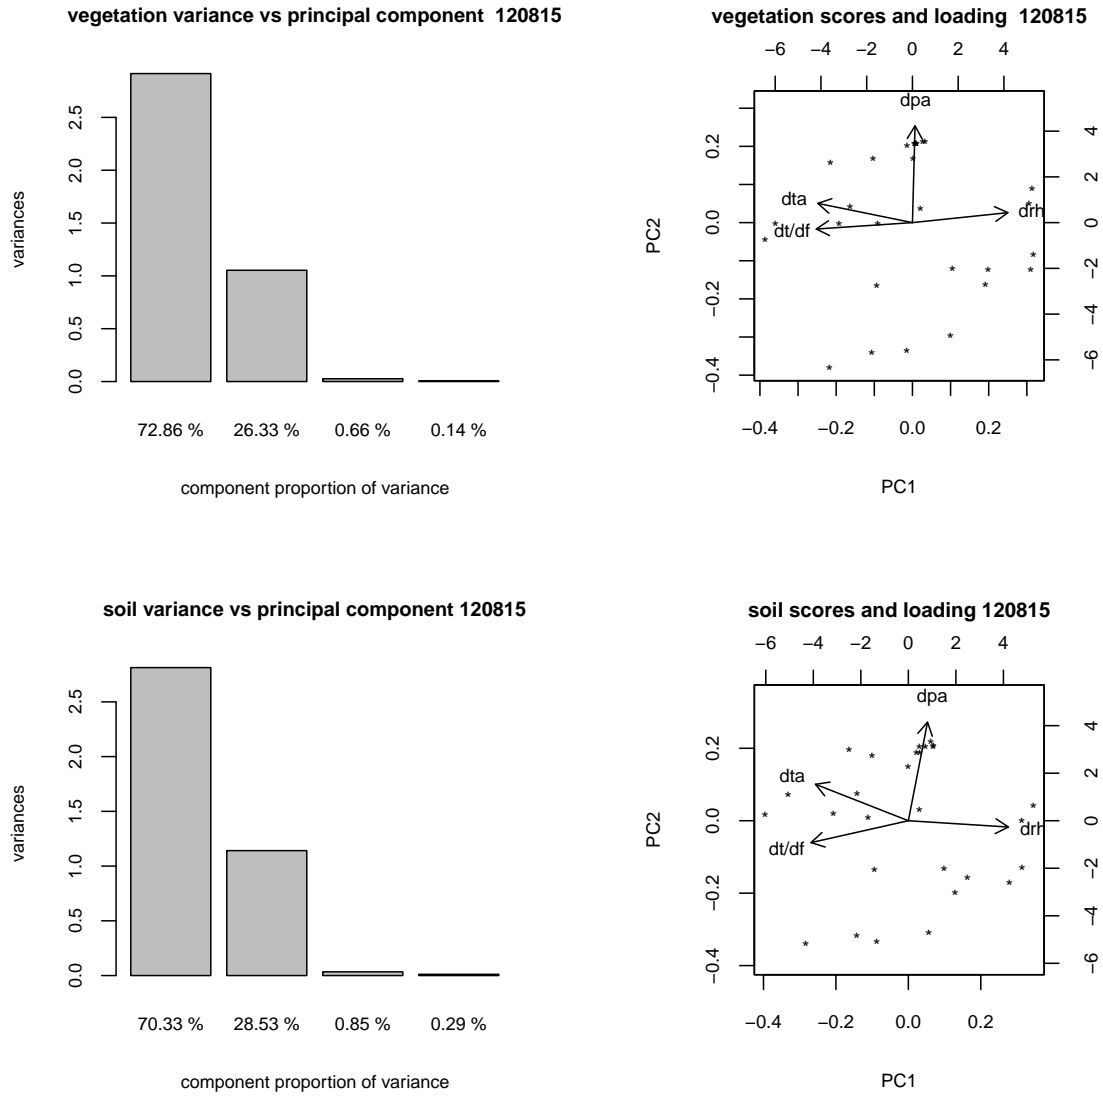 vegetation variance vs principal component  120815
variances
0.0 0.5 1.0 1.5 2.0 2.5
72.86 % 26.33 % 0.66 % 0.14 %
component proportion of variance
vegetation scores and loading  120815
−6 −4 −2 0 2 4
PC2
−0.4 −0.2 0.0 0.2
dpa
dta
drh
dt/df
−6 −4 −2 0 2 4
−0.4 −0.2 0.0 0.2
PC1
soil variance vs principal component 120815
variances
0.0 0.5 1.0 1.5 2.0 2.5
70.33 % 28.53 % 0.85 % 0.29 %
component proportion of variance
soil scores and loading 120815
−6 −4 −2 0 2 4
PC2
−0.4 −0.2 0.0 0.2
dpa
dta
drh
dt/df
−6 −4 −2 0 2 4
−0.4 −0.2 0.0 0.2
PC1